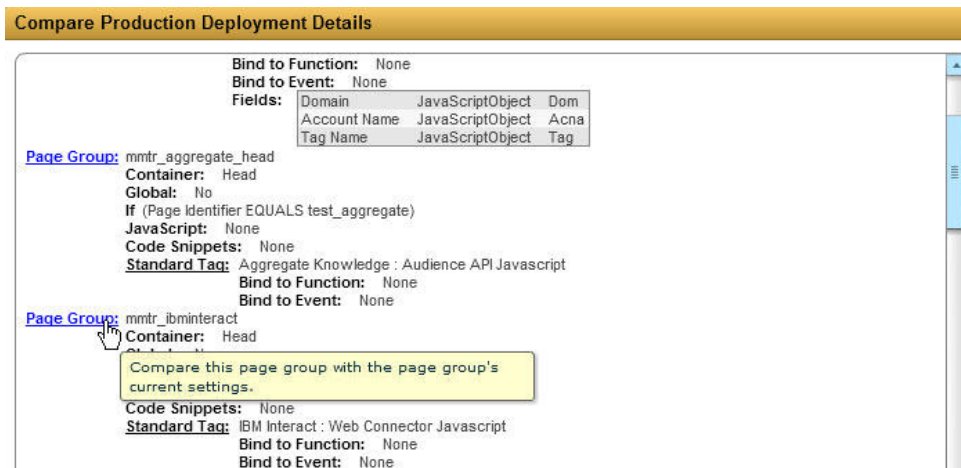 Compare Production Deployment Details
Bind to Function: None
Bind to Event: None
Fields: Domain JavaScriptObject Dom
Account Name JavaScriptObject Acna
Tag Name JavaScriptObject Tag
Page Group: mmtr_aggregate_head
Container: Head
Global: No
If (Page Identifier EQUALS test_aggregate)
JavaScript: None
Code Snippets: None
Standard Tag: Aggregate Knowledge : Audience API Javascript
Bind to Function: None
Bind to Event: None
Page Group: mmtr_ibminteract
Container: Head
Compare this page group with the page group's
current settings.
Code Snippets: None
Standard Tag: IBM Interact : Web Connector Javascript
Bind to Function: None
Bind to Event: None